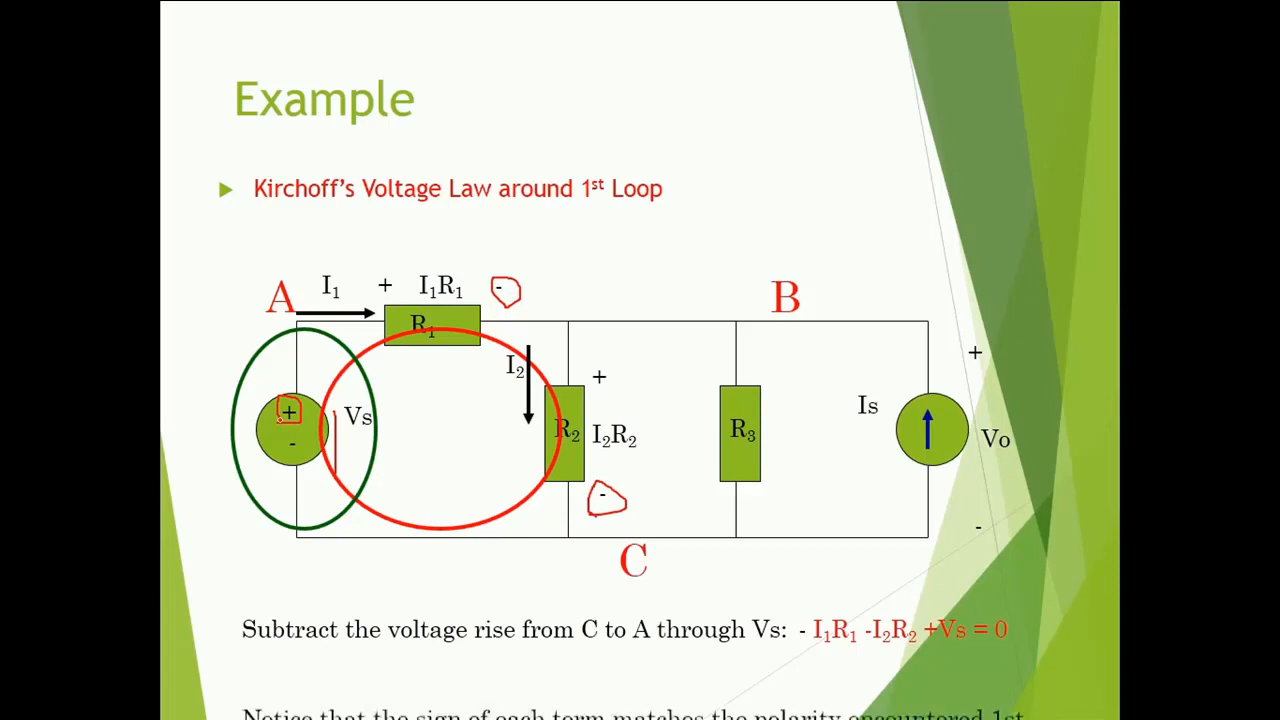 Example
Kirchoff's Voltage Law around 1st Loop
A I₁ + I₁R₁ - B
R₁
I₂ + +
+ Vs Is
- R₂ I₂R₂ R₃ Vo
- -
C
Subtract the voltage rise from C to A through Vs: - I₁R₁ -I₂R₂ +Vs = 0
Notice that the sign of each term matches the polarity encountered 1st